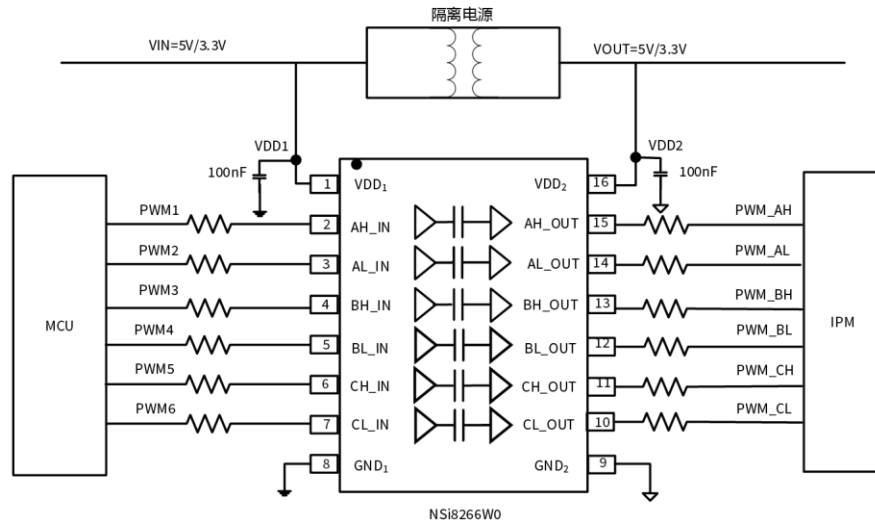 隔离电源
VIN=5V/3.3V
VOUT=5V/3.3V
VDD1
VDD2
100nF
100nF
1 VDD₁
VDD₂ 16
PWM1
2 AH_IN
AH_OUT 15
PWM_AH
PWM2
3 AL_IN
AL_OUT 14
PWM_AL
PWM3
4 BH_IN
BH_OUT 13
PWM_BH
MCU
IPM
PWM4
5 BL_IN
BL_OUT 12
PWM_BL
PWM5
6 CH_IN
CH_OUT 11
PWM_CH
PWM6
7 CL_IN
CL_OUT 10
PWM_CL
8 GND₁
GND₂ 9
NSi8266W0